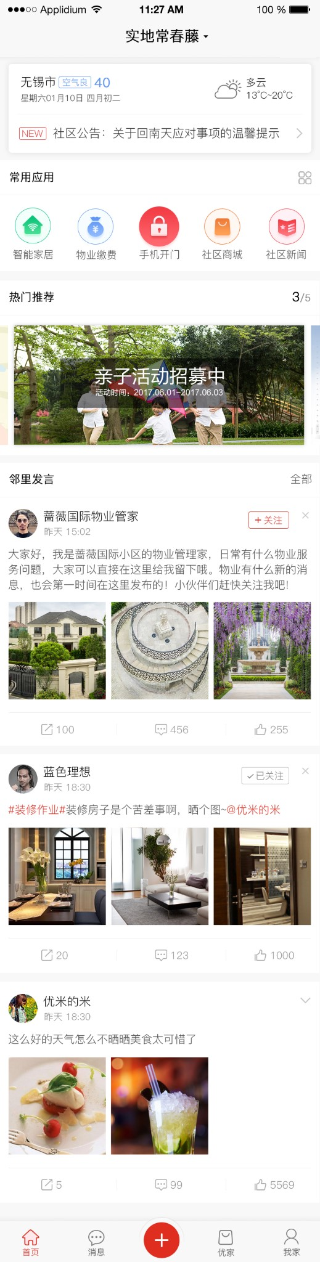 Applidium 11:27 AM 100 %
实地常春藤
无锡市 空气良 40
多云
星期六01月10日 四月初二
13°C~20°C
NEW 社区公告：关于回南天应对事项的温馨提示
常用应用
智能家居 物业缴费 手机开门 社区商城 社区新闻
热门推荐 3/5
亲子活动招募中
活动时间：2017.06.01~2017.06.03
邻里发言 全部
蔷薇国际物业管家
+关注
昨天 15:02
大家好，我是蔷薇国际小区的物业管理家，日常有什么物业服
务问题，大家可以直接在这里给我留下哦。物业有什么新的消
息，也会第一时间在这里发布的！小伙伴们赶快关注我吧！
100 456 255
蓝色理想
已关注
昨天 18:30
#装修作业#装修房子是个苦差事啊，晒个图~@优米的米
20 123 1000
优米的米
昨天 18:30
这么好的天气怎么不晒晒美食太可惜了
5 99 5569
首页 消息 优家 我家